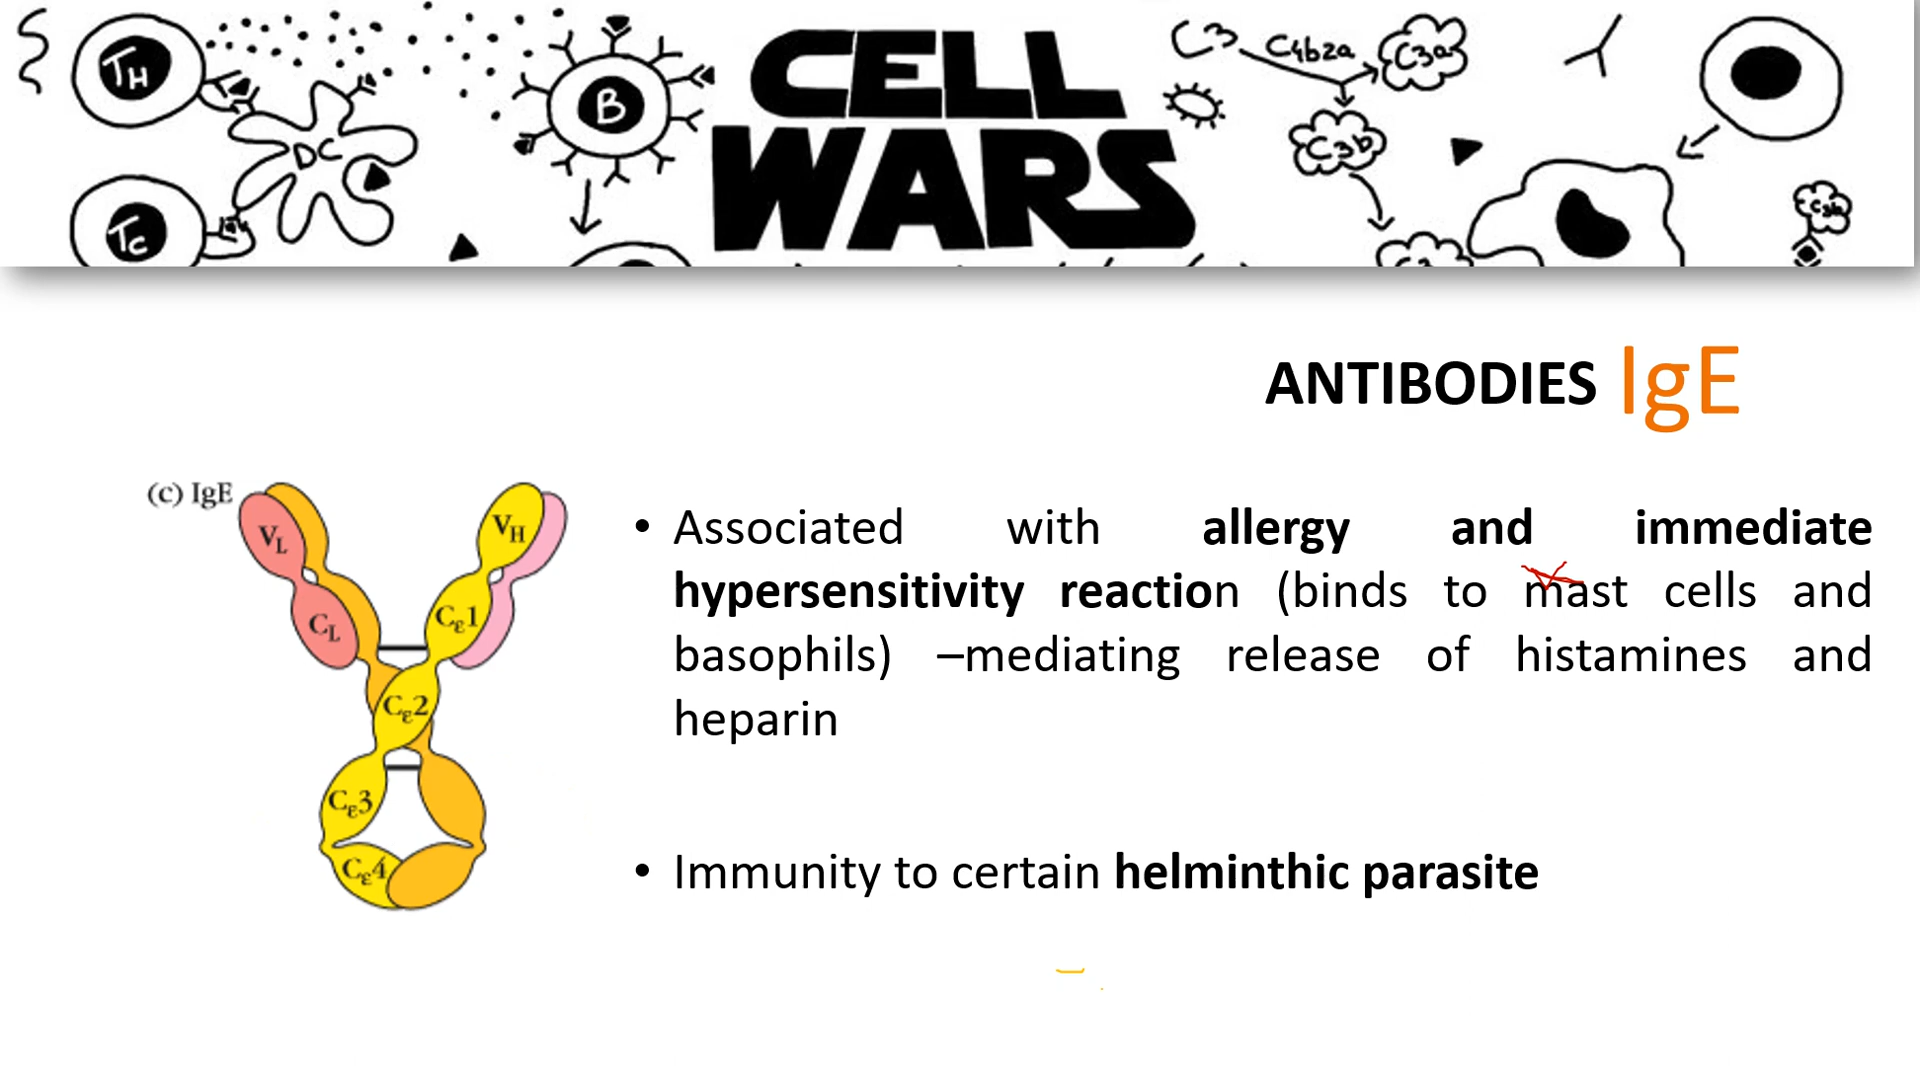 TH
B
CELL
WARS
C3
C4b2a
C3a
C3b
DC
Tc
C3b
ANTIBODIES IgE
(c) IgE
VL
VH
CL
Cε1
Cε2
Cε3
Cε4
• Associated with allergy and immediate
hypersensitivity reaction (binds to mast cells and
basophils) –mediating release of histamines and
heparin
• Immunity to certain helminthic parasite